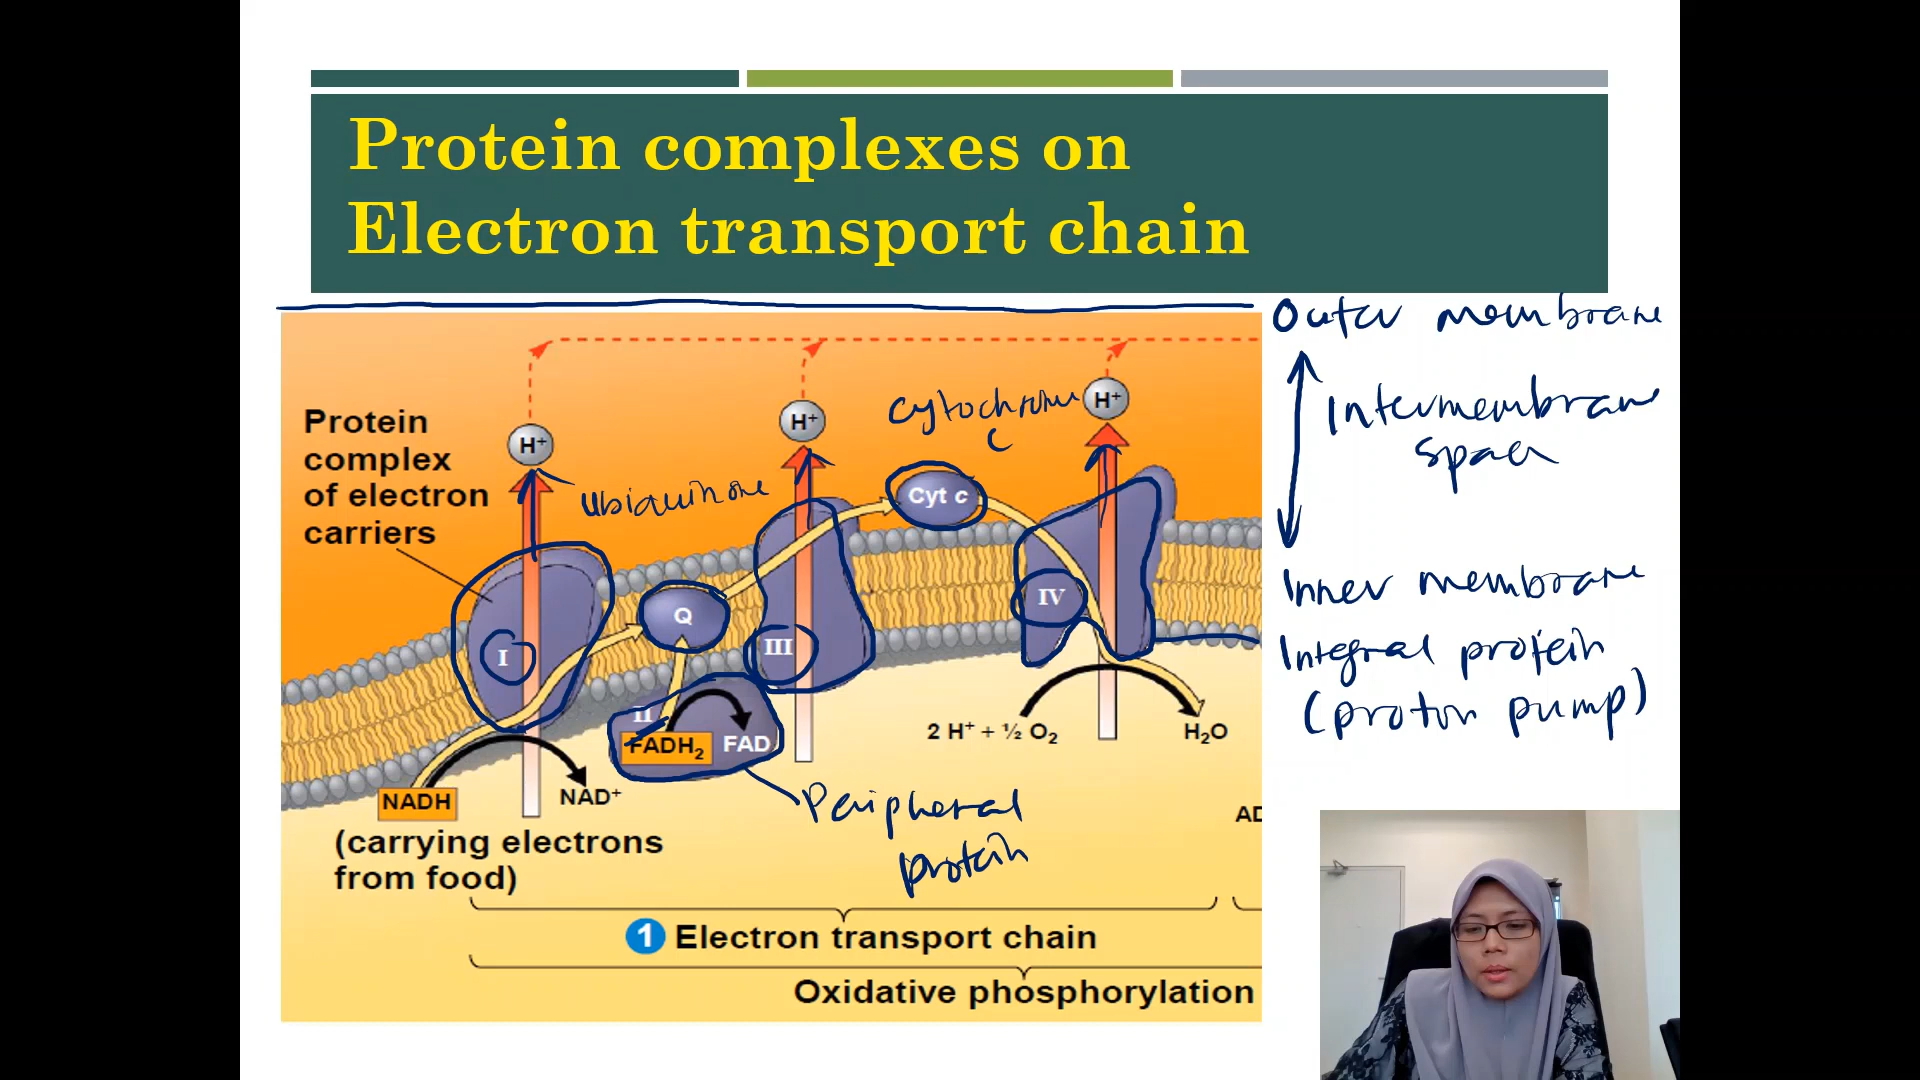 Protein complexes on
Electron transport chain
Outer membrane
Intermembrane
space
Inner membrane
Integral protein
(proton pump)
Protein
complex
of electron
carriers
H⁺
Ubiquinone
H⁺
Cytochrome
c
H⁺
Cyt c
I
Q
III
IV
II
FADH₂
FAD
2 H⁺ + ½ O₂
H₂O
NADH
NAD⁺
(carrying electrons
from food)
Peripheral
protein
AD
1 Electron transport chain
Oxidative phosphorylation